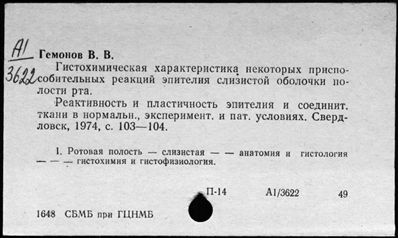 А1
3622
Гемонов В. В.
Гистохимическая характеристика некоторых приспо-
собительных реакций эпителия слизистой оболочки по-
лости рта.
Реактивность и пластичность эпителия и соединит.
ткани в нормальн., эксперимент. и пат. условиях. Сверд-
ловск, 1974, с. 103—104.
1. Ротовая полость — слизистая — — анатомия и гистология
— — — гистохимия и гистофизиология.
П-14 А1/3622 49
1648 СБМБ при ГЦНМБ